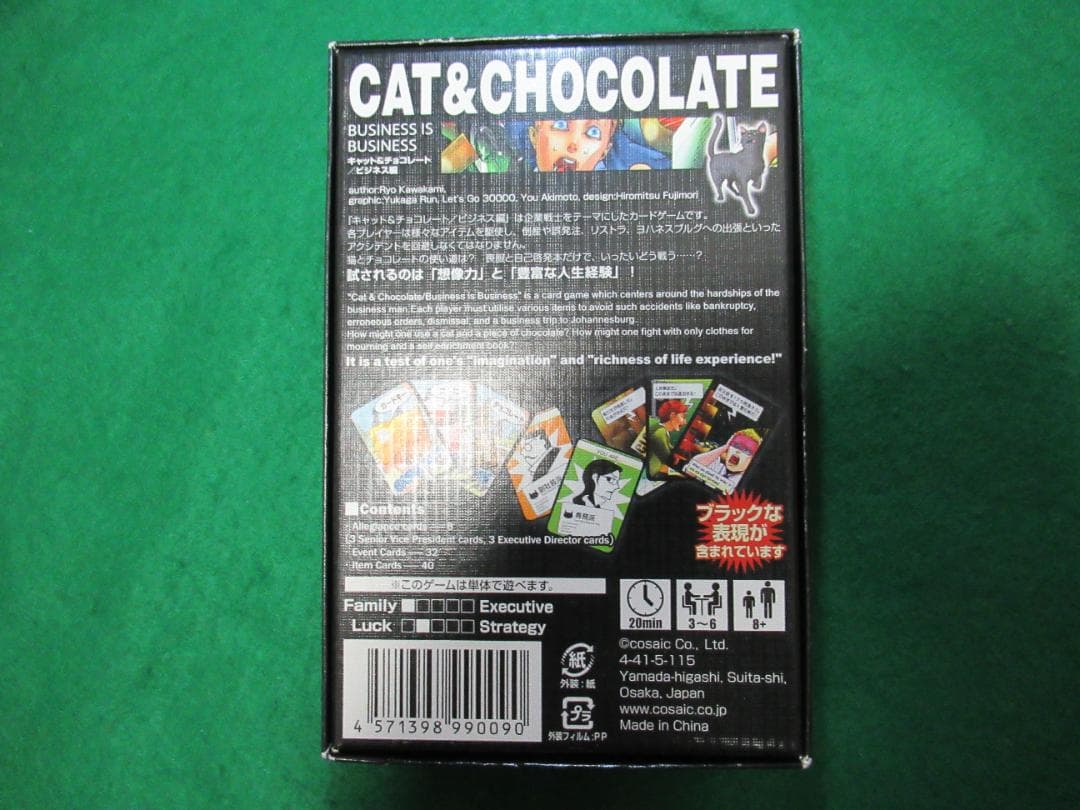 CAT&CHOCOLATE
BUSINESS IS
BUSINESS
キャット&チョコレート
/ビジネス編
author:Ryo Kawakami,
graphic:Yukaga Run, Let's Go 30000, You Akimoto, design:Hiromitsu Fujimori
『キャット&チョコレート/ビジネス編』は企業戦士をテーマにしたカードゲームです。
各プレイヤーは様々なアイテムを駆使し、倒産や誤発注、リストラ、ヨハネスブルグへの出張といった
アクシデントを回避しなくてはなりません。
猫とチョコレートの使い道は? 喪服と自己啓発本だけで、いったいどう戦う……?
試されるのは「想像力」と「豊富な人生経験」!
"Cat & Chocolate/Business is Business" is a card game which centers around the hardships of the
business man. Each player must utilise various items to avoid such accidents like bankruptcy,
erroneous orders, dismissal, and a business trip to Johannesburg.
How might one use a cat and a piece of chocolate? How might one fight with only clothes for
mourning and a self enrichment book?
It is a test of one's "imagination" and "richness of life experience!"
チョコレート
ブラックな
表現が
含まれています
■Contents
・Allegiance cards — 6
(3 Senior Vice President cards, 3 Executive Director cards)
・Event Cards — 32
・Item Cards — 40
※このゲームは単体で遊べます。
Family Executive
Luck Strategy
20min
3〜6
8+
©cosaic Co., Ltd.
4-41-5-115
Yamada-higashi, Suita-shi,
Osaka, Japan
www.cosaic.co.jp
Made in China
紙
外装:紙
プラ
外装フィルム:PP
4 571398 990090